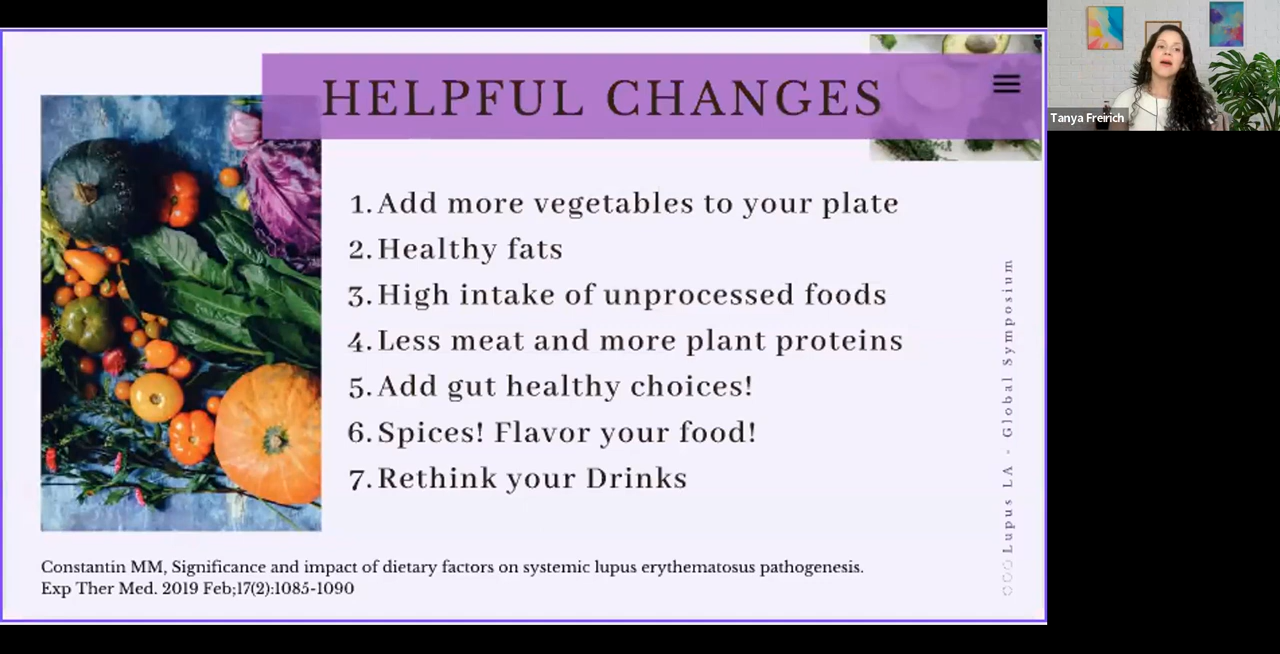 HELPFUL CHANGES
1. Add more vegetables to your plate
2. Healthy fats
3. High intake of unprocessed foods
4. Less meat and more plant proteins
5. Add gut healthy choices!
6. Spices! Flavor your food!
7. Rethink your Drinks
Constantin MM, Significance and impact of dietary factors on systemic lupus erythematosus pathogenesis.
Exp Ther Med. 2019 Feb;17(2):1085-1090
Lupus LA - Global Symposium
Tanya Freirich